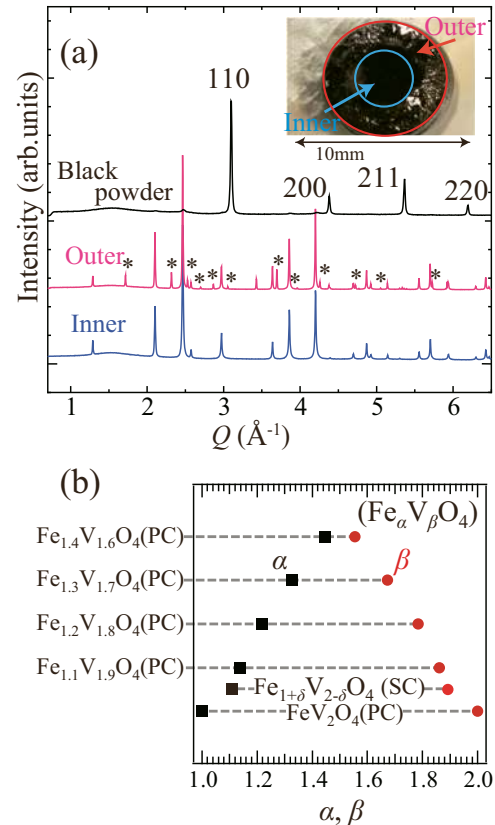 (a)
Outer
Inner
10mm
110
200
211
220
Black
powder
Outer
* * * * * * * * * * * *
Inner
Intensity (arb.units)
1 2 3 4 5 6
Q (Å⁻¹)
(b)
(Fe_αV_βO₄)
Fe₁.₄V₁.₆O₄(PC)
α
β
Fe₁.₃V₁.₇O₄(PC)
Fe₁.₂V₁.₈O₄(PC)
Fe₁.₁V₁.₉O₄(PC)
Fe₁₊δV₂₋δO₄ (SC)
FeV₂O₄(PC)
1.0 1.2 1.4 1.6 1.8 2.0
α, β